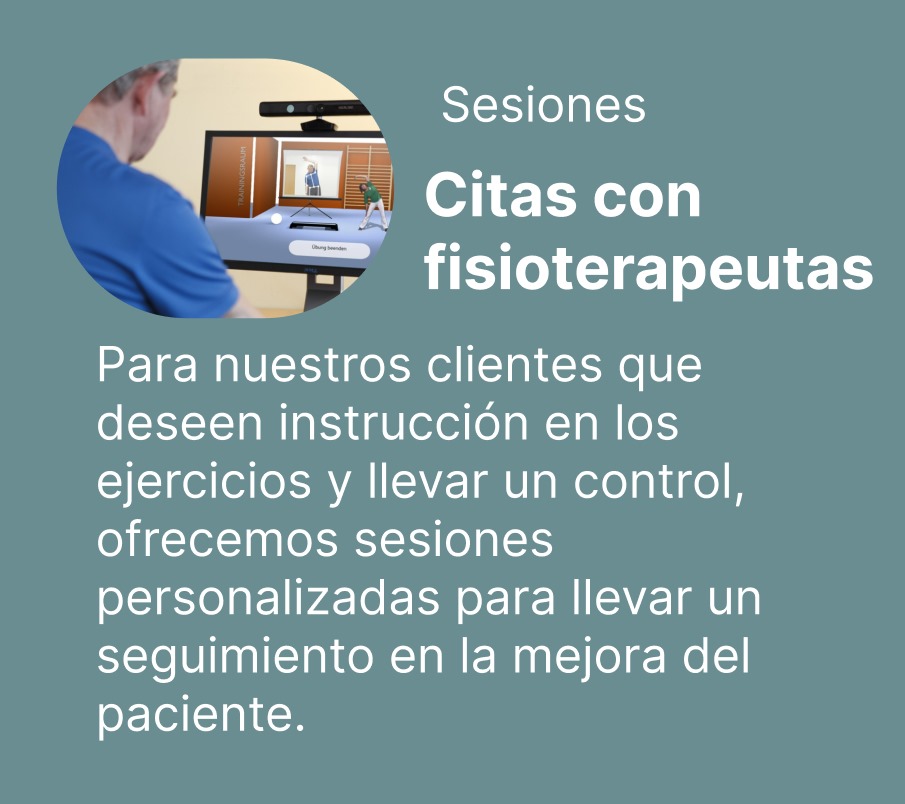 Sesiones
Citas con
fisioterapeutas
TRAININGSRAUM
Übung beenden
Para nuestros clientes que
deseen instrucción en los
ejercicios y llevar un control,
ofrecemos sesiones
personalizadas para llevar un
seguimiento en la mejora del
paciente.